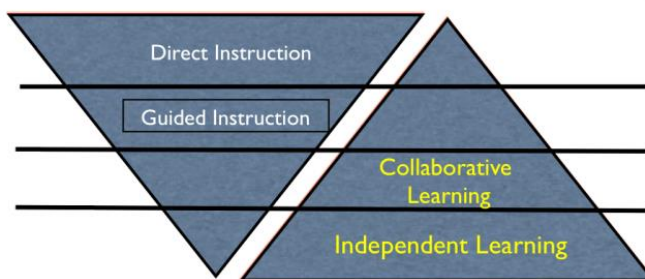 Direct Instruction
Guided Instruction
Collaborative
Learning
Independent Learning